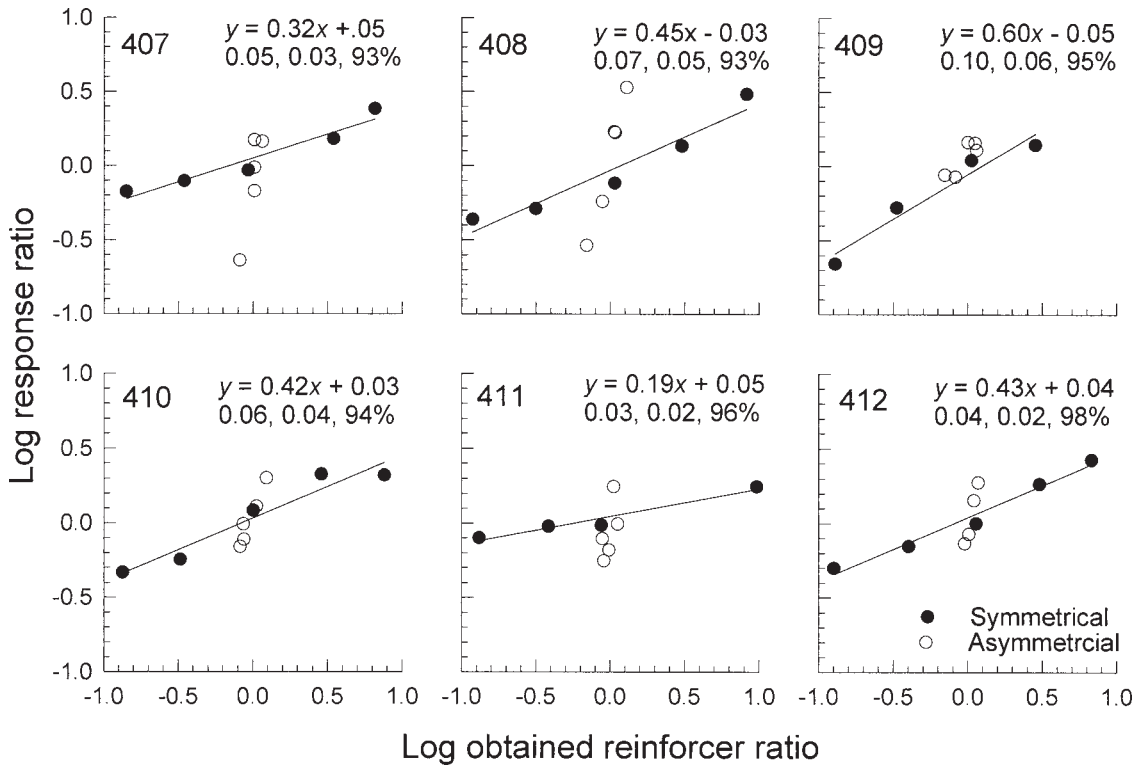 Log response ratio
1.0
0.5
0.0
-0.5
-1.0
407
y = 0.32x +.05
0.05, 0.03, 93%
408
y = 0.45x - 0.03
0.07, 0.05, 93%
409
y = 0.60x - 0.05
0.10, 0.06, 95%
1.0
0.5
0.0
-0.5
-1.0
410
y = 0.42x + 0.03
0.06, 0.04, 94%
411
y = 0.19x + 0.05
0.03, 0.02, 96%
412
y = 0.43x + 0.04
0.04, 0.02, 98%
Symmetrical
Asymmetrcial
-1.0 -0.5 0.0 0.5 1.0
-1.0 -0.5 0.0 0.5 1.0
-1.0 -0.5 0.0 0.5 1.0
Log obtained reinforcer ratio